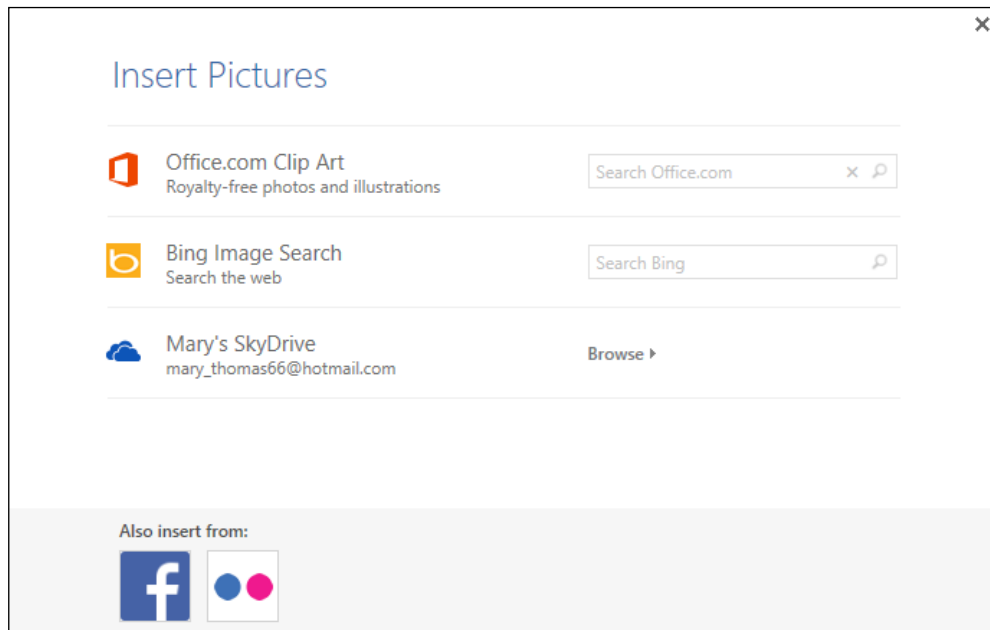 Insert Pictures
Office.com Clip Art
Royalty-free photos and illustrations
Search Office.com
Bing Image Search
Search the web
Search Bing
Mary's SkyDrive
mary_thomas66@hotmail.com
Browse
Also insert from: